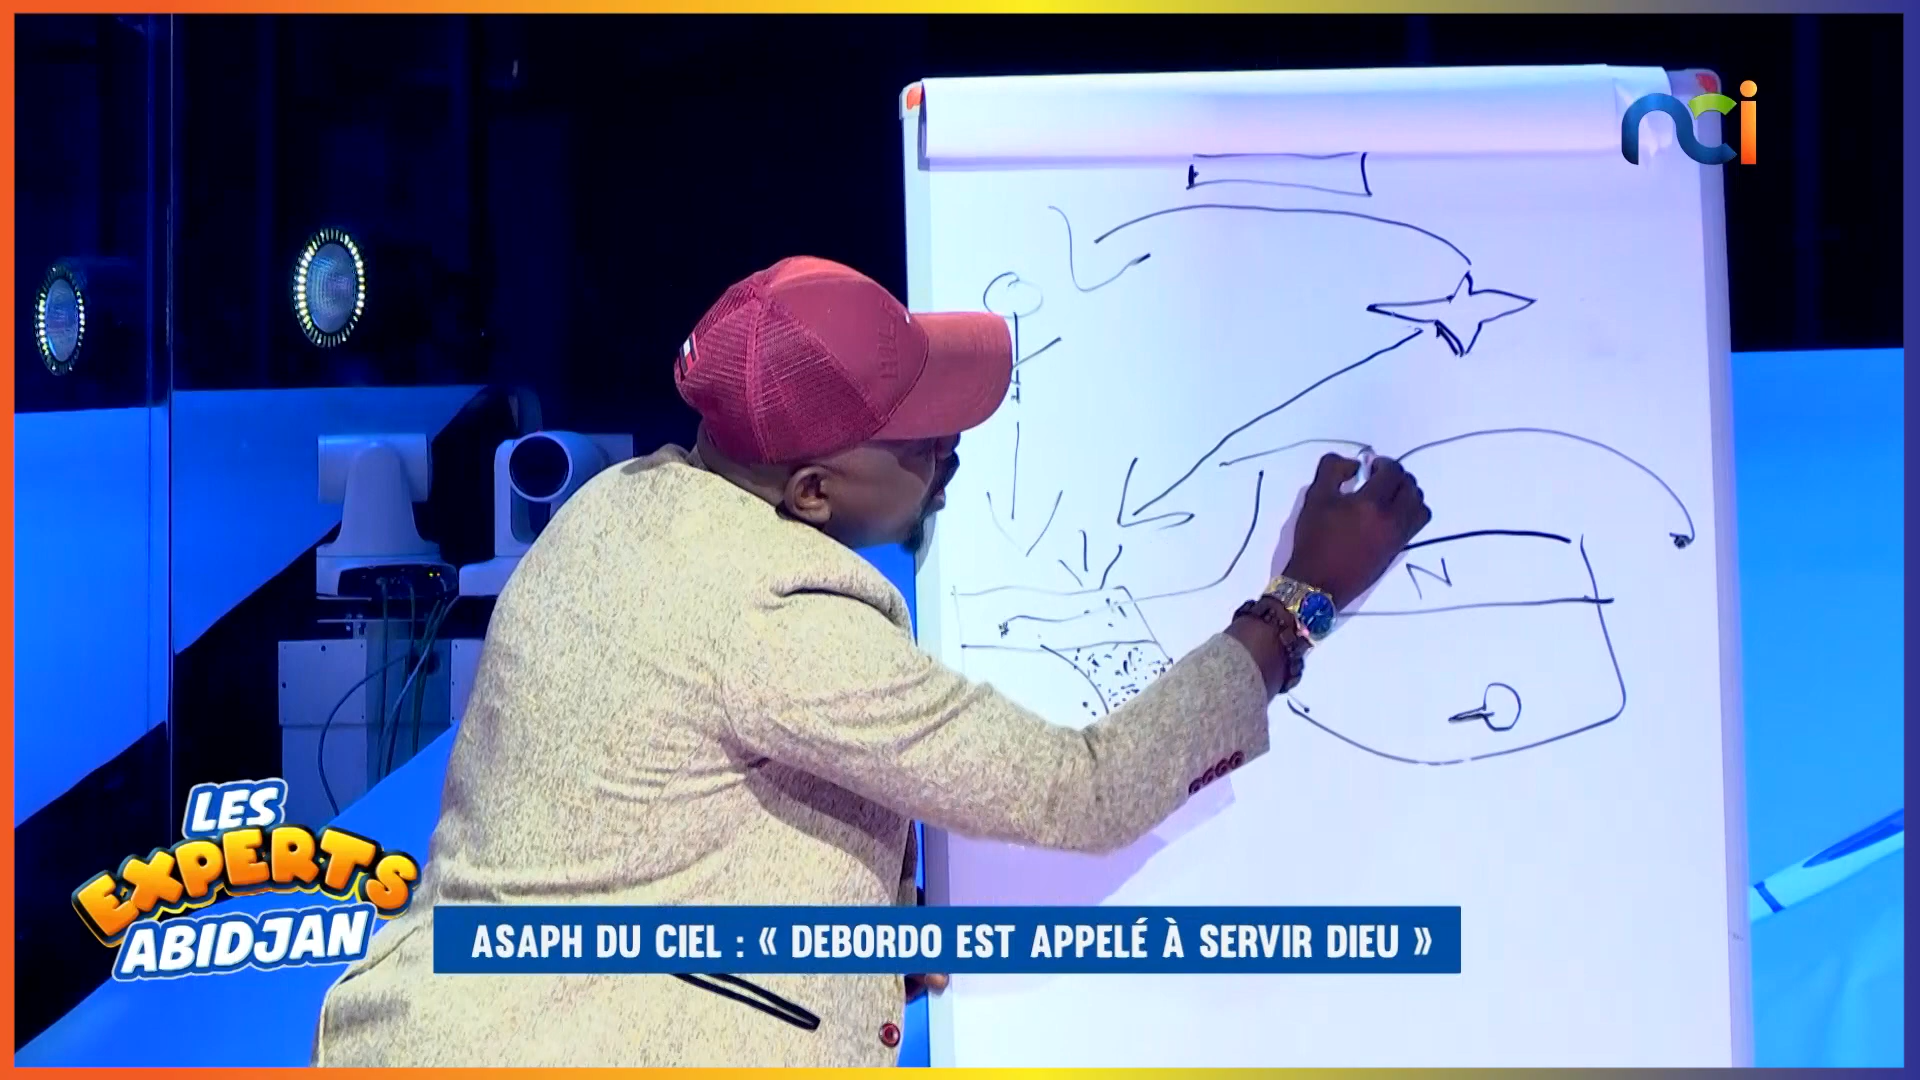 nci
N
LES
EXPERTS
ABIDJAN
ASAPH DU CIEL : « DEBORDO EST APPELÉ À SERVIR DIEU »